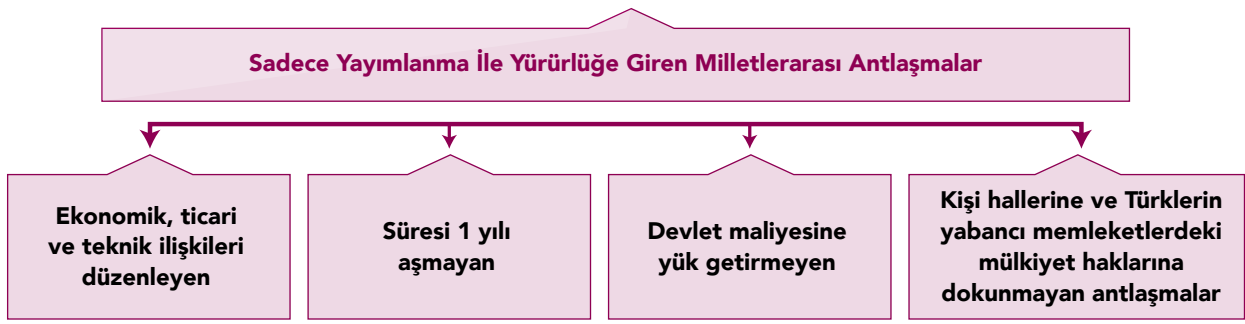 Sadece Yayımlanma İle Yürürlüğe Giren Milletlerarası Antlaşmalar
Ekonomik, ticari
ve teknik ilişkileri
düzenleyen
Süresi 1 yılı
aşmayan
Devlet maliyesine
yük getirmeyen
Kişi hallerine ve Türklerin
yabancı memleketlerdeki
mülkiyet haklarına
dokunmayan antlaşmalar